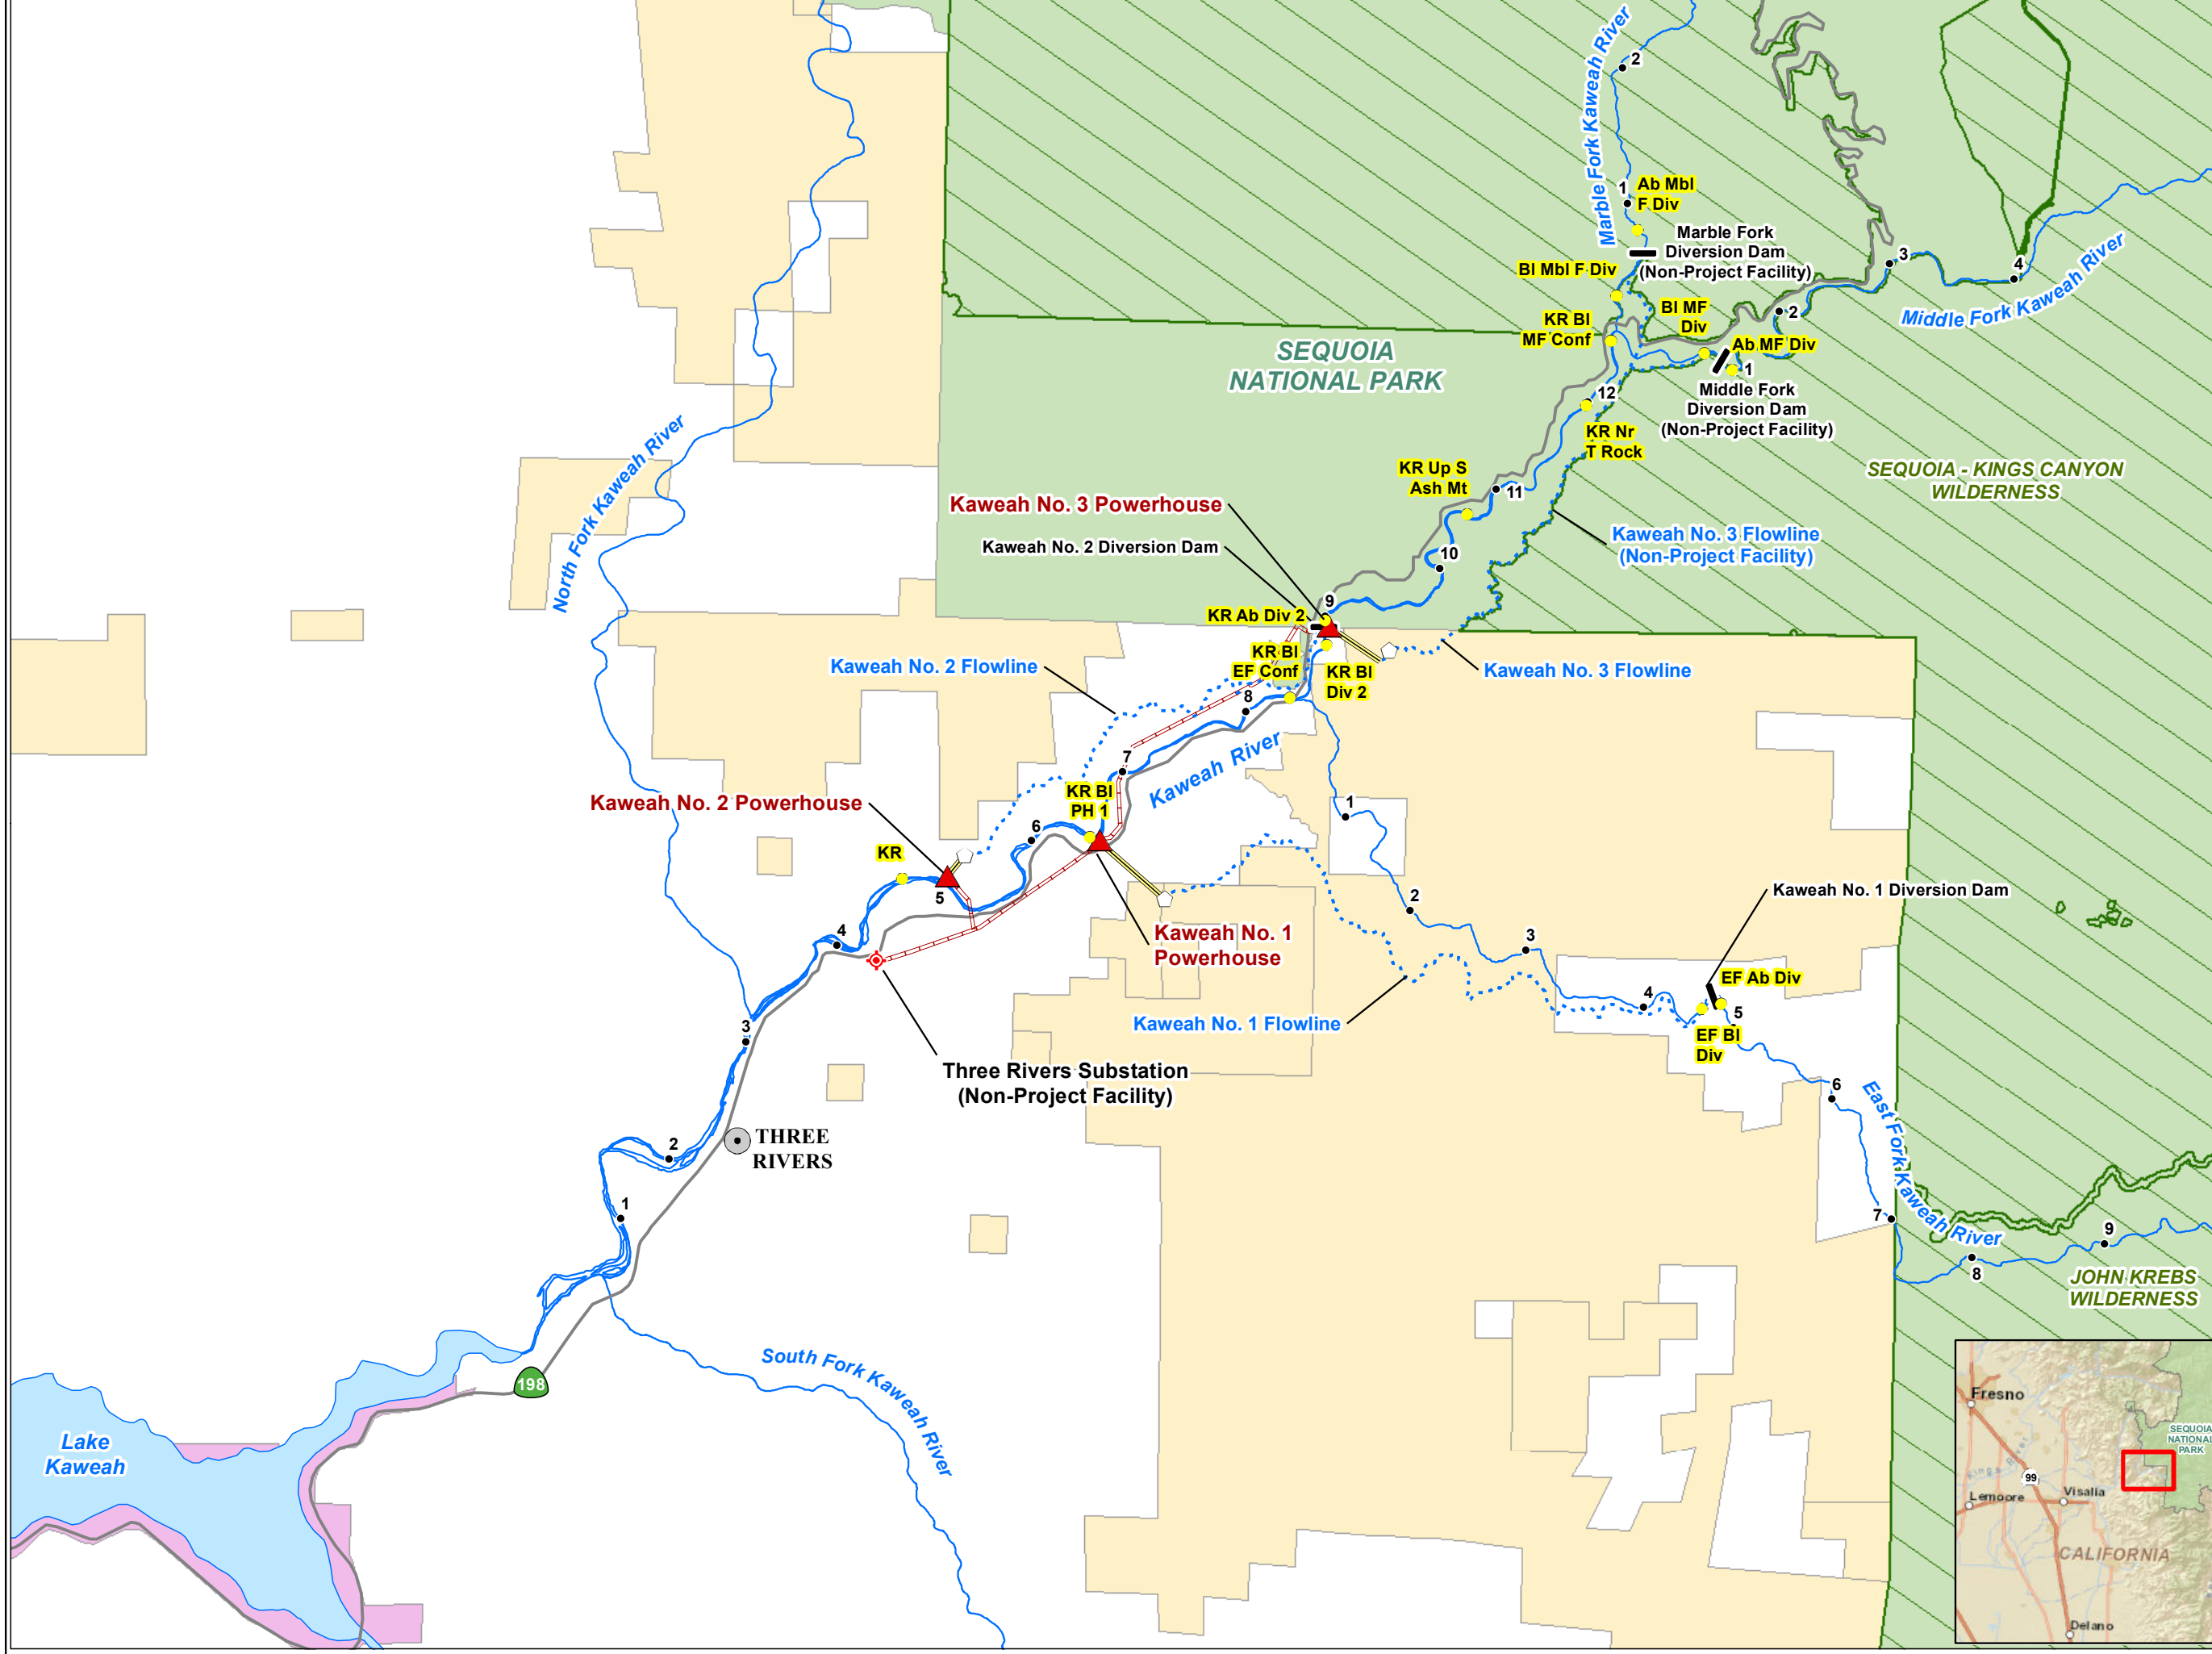 Marble Fork Kaweah River
2
1
Ab Mbl
F Div
Marble Fork
Diversion Dam
(Non-Project Facility)
Bl Mbl F Div
3
4
Middle Fork Kaweah River
2
Bl MF
Div
KR Bl
MF Conf
Ab MF Div
1
Middle Fork
Diversion Dam
(Non-Project Facility)
SEQUOIA
NATIONAL PARK
12
KR Nr
T Rock
SEQUOIA - KINGS CANYON
WILDERNESS
North Fork Kaweah River
KR Up S
Ash Mt
11
Kaweah No. 3 Powerhouse
Kaweah No. 2 Diversion Dam
Kaweah No. 3 Flowline
(Non-Project Facility)
10
9
KR Ab Div 2
KR Bl
EF Conf
KR Bl
Div 2
Kaweah No. 2 Flowline
Kaweah No. 3 Flowline
8
7
Kaweah River
KR Bl
PH 1
Kaweah No. 2 Powerhouse
1
6
KR
5
2
Kaweah No. 1 Diversion Dam
4
Kaweah No. 1
Powerhouse
3
EF Ab Div
4
5
EF Bl
Div
Kaweah No. 1 Flowline
3
Three Rivers Substation
(Non-Project Facility)
6
East Fork Kaweah River
2
THREE
RIVERS
1
7
9
8
JOHN KREBS
WILDERNESS
South Fork Kaweah River
198
Lake
Kaweah
Fresno
SEQUOIA
NATIONAL
PARK
Kings River
99
Lemoore
Visalia
CALIFORNIA
Delano